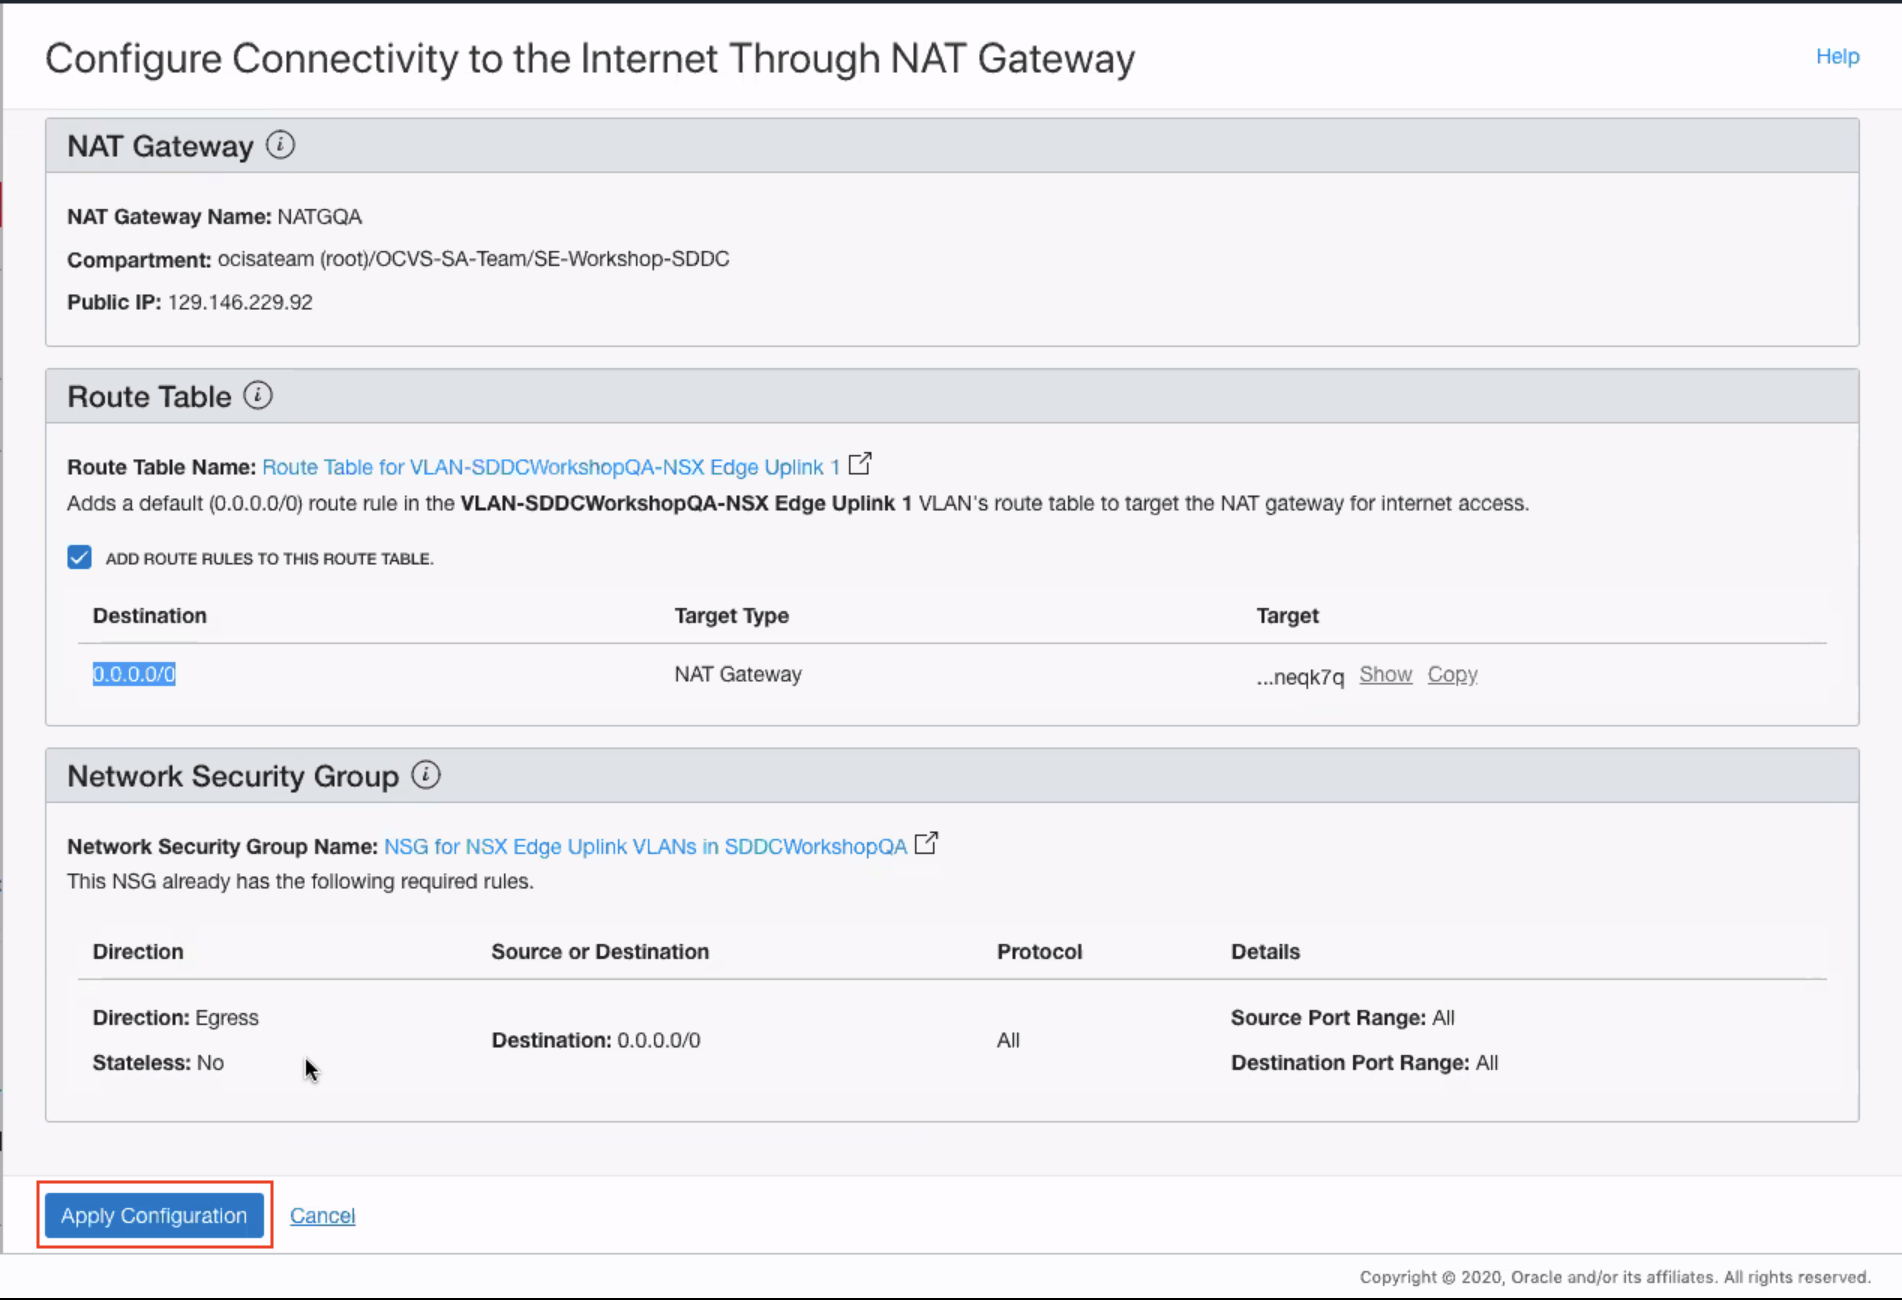 Configure Connectivity to the Internet Through NAT Gateway
Help
NAT Gateway
NAT Gateway Name: NATGQA
Compartment: ocisateam (root)/OCVS-SA-Team/SE-Workshop-SDDC
Public IP: 129.146.229.92
Route Table
Route Table Name: Route Table for VLAN-SDDCWorkshopQA-NSX Edge Uplink 1
Adds a default (0.0.0.0/0) route rule in the VLAN-SDDCWorkshopQA-NSX Edge Uplink 1 VLAN's route table to target the NAT gateway for internet access.
ADD ROUTE RULES TO THIS ROUTE TABLE.
Destination Target Type Target
0.0.0.0/0 NAT Gateway ...neqk7q Show Copy
Network Security Group
Network Security Group Name: NSG for NSX Edge Uplink VLANs in SDDCWorkshopQA
This NSG already has the following required rules.
Direction Source or Destination Protocol Details
Direction: Egress
Stateless: No
Destination: 0.0.0.0/0
All
Source Port Range: All
Destination Port Range: All
Apply Configuration Cancel
Copyright © 2020, Oracle and/or its affiliates. All rights reserved.